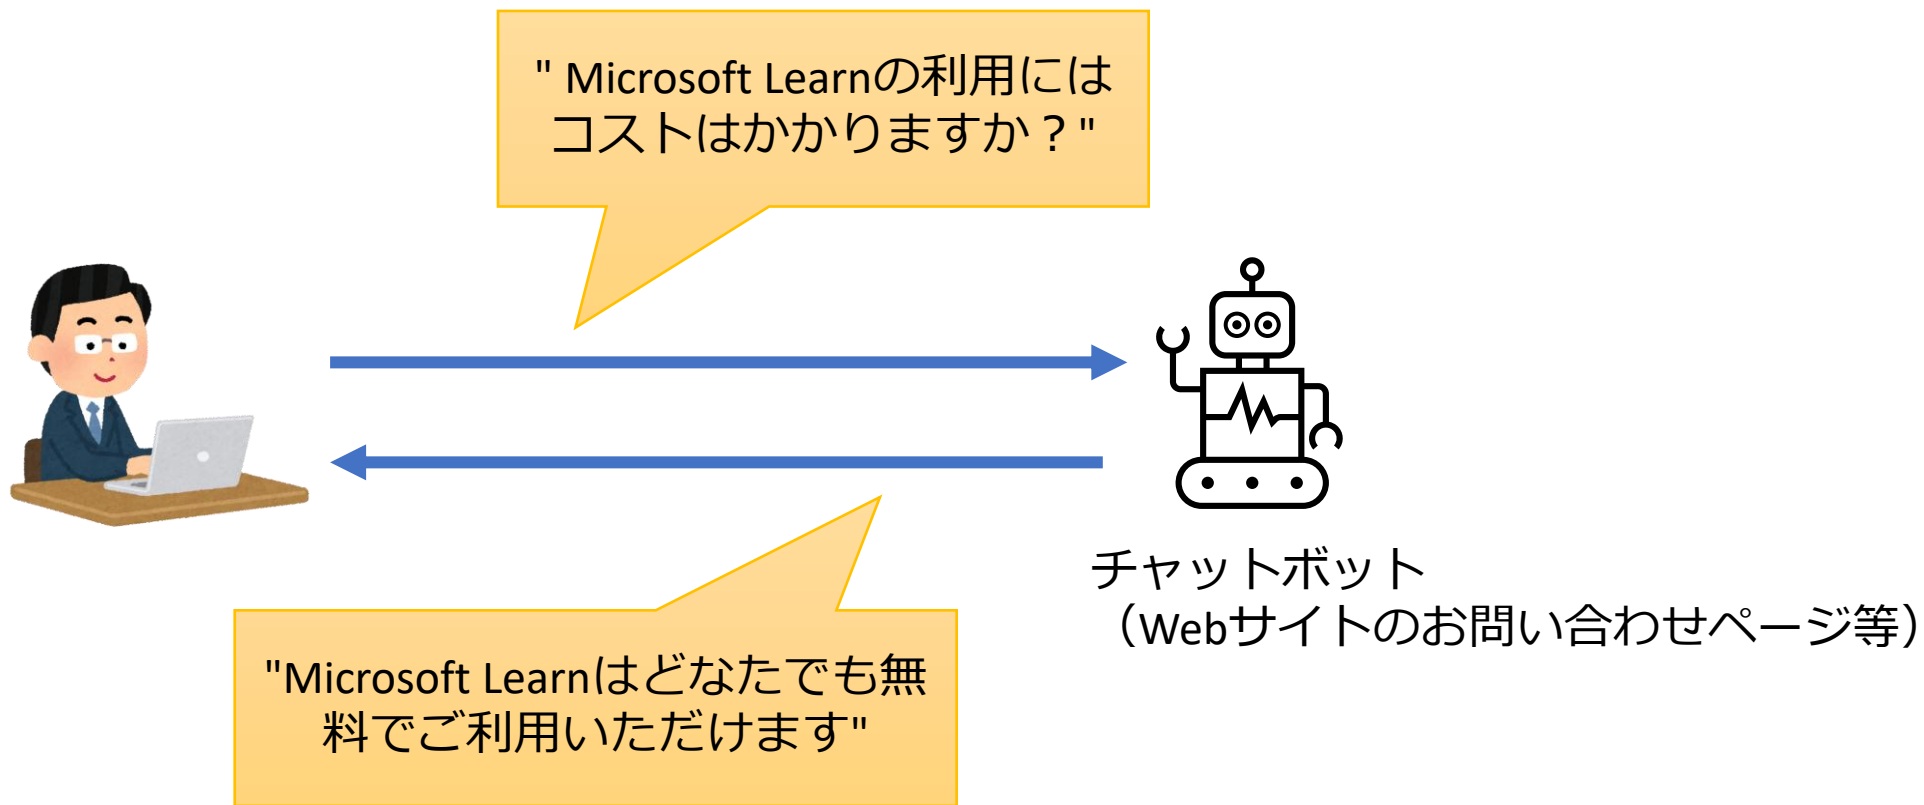 " Microsoft Learnの利用には
コストはかかりますか？"
チャットボット
（Webサイトのお問い合わせページ等）
"Microsoft Learnはどなたでも無
料でご利用いただけます"